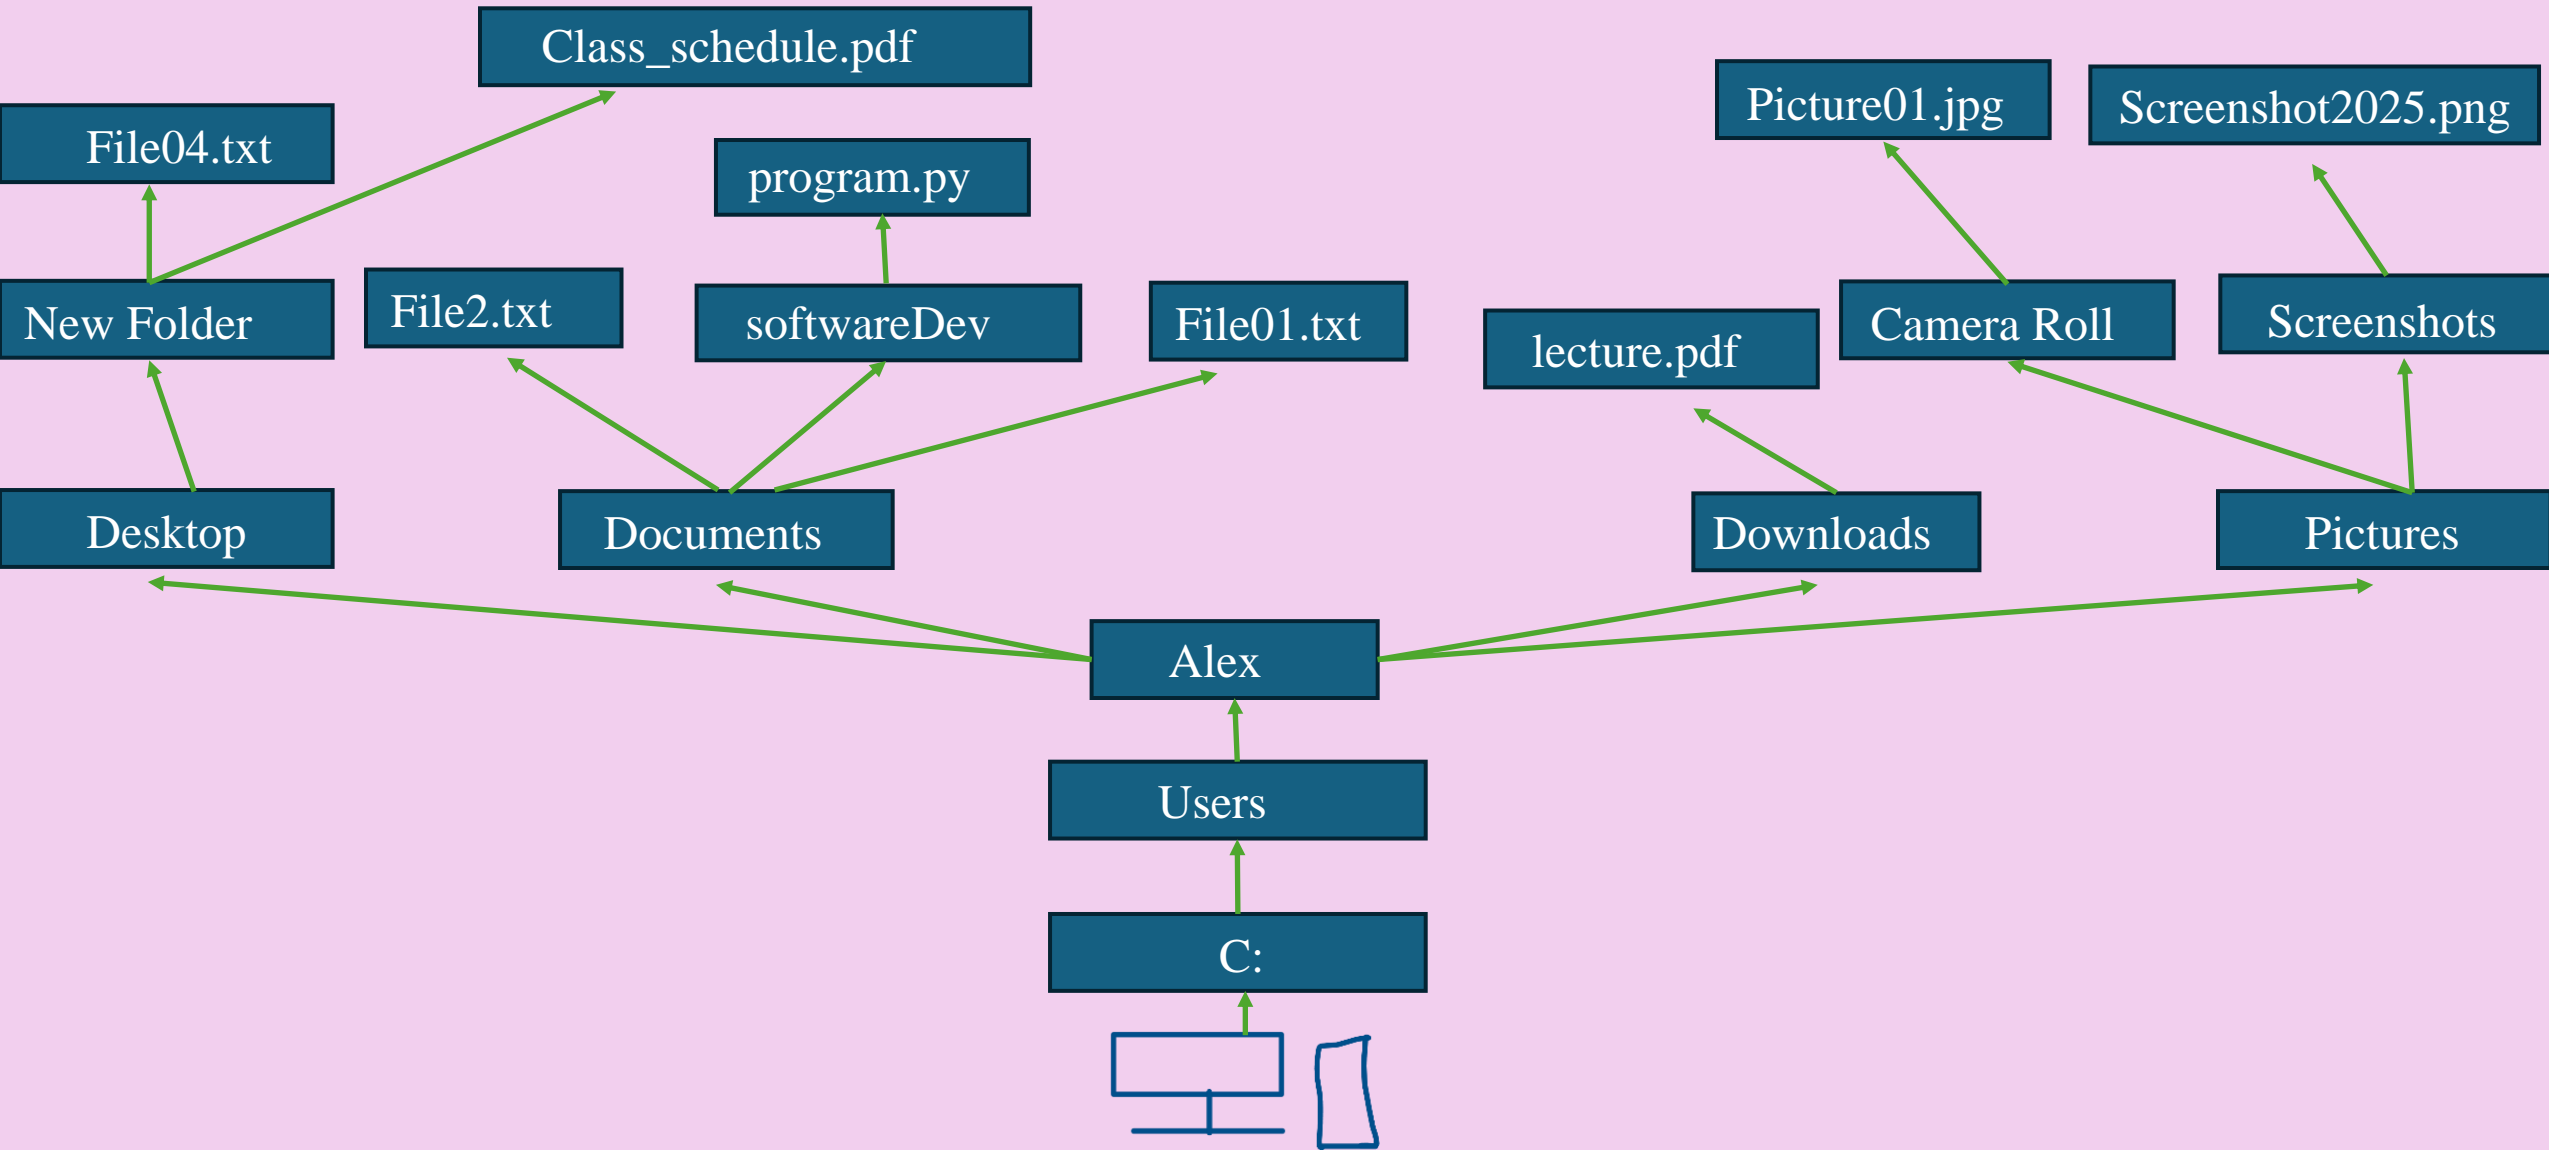 Class_schedule.pdf
Picture01.jpg
Screenshot2025.png
File04.txt
program.py
New Folder
File2.txt
softwareDev
File01.txt
lecture.pdf
Camera Roll
Screenshots
Desktop
Documents
Downloads
Pictures
Alex
Users
C: